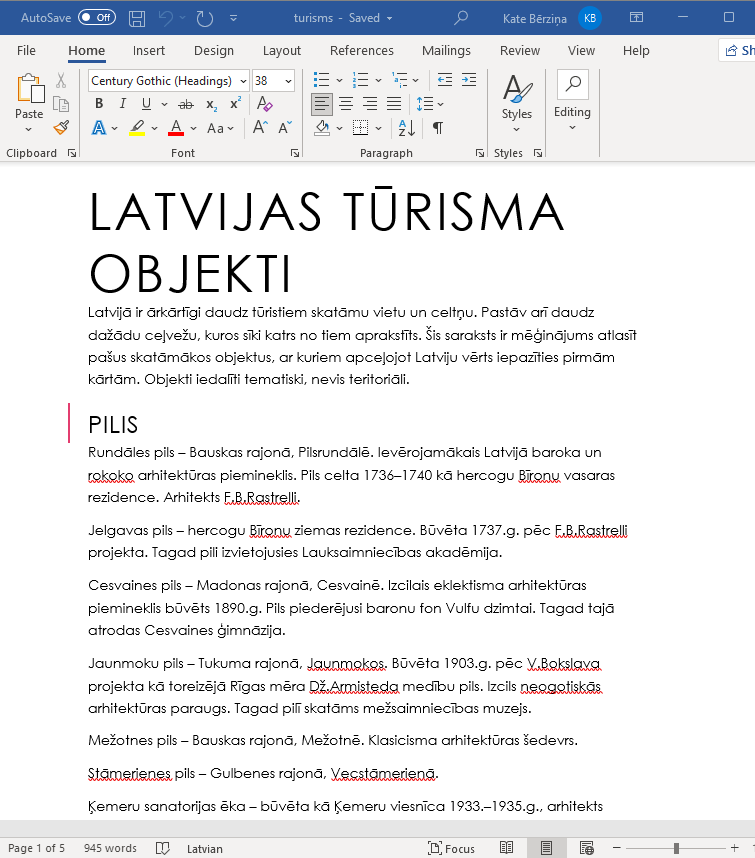 AutoSave Off turisms - Saved Kate Bērziņa KB
File Home Insert Design Layout References Mailings Review View Help Sh
Century Gothic (Headings) 38
Paste Styles Editing
B I U ab x₂ x² A
A A Aa A A A Z ¶
Clipboard Font Paragraph Styles
LATVIJAS TŪRISMA
OBJEKTI
Latvijā ir ārkārtīgi daudz tūristiem skatāmu vietu un celtņu. Pastāv arī daudz
dažādu ceļvežu, kuros sīki katrs no tiem aprakstīts. Šis saraksts ir mēģinājums atlasīt
pašus skatāmākos objektus, ar kuriem apceļojot Latviju vērts iepazīties pirmām
kārtām. Objekti iedalīti tematiski, nevis teritoriāli.
PILIS
Rundāles pils – Bauskas rajonā, Pilsrundālē. Ievērojamākais Latvijā baroka un
rokoko arhitektūras piemineklis. Pils celta 1736–1740 kā hercogu Bīronu vasaras
rezidence. Arhitekts F.B.Rastrelli.
Jelgavas pils – hercogu Bīronu ziemas rezidence. Būvēta 1737.g. pēc F.B.Rastrelli
projekta. Tagad pilī izvietojusies Lauksaimniecības akadēmija.
Cesvaines pils – Madonas rajonā, Cesvainē. Izcilais eklektisma arhitektūras
piemineklis būvēts 1890.g. Pils piederējusi baronu fon Vulfu dzimtai. Tagad tajā
atrodas Cesvaines ģimnāzija.
Jaunmoku pils – Tukuma rajonā, Jaunmokos. Būvēta 1903.g. pēc V.Bokslava
projekta kā toreizējā Rīgas mēra Dž.Armisteda medību pils. Izcils neogotiskās
arhitektūras paraugs. Tagad pilī skatāms mežsaimniecības muzejs.
Mežotnes pils – Bauskas rajonā, Mežotnē. Klasicisma arhitektūras šedevrs.
Stāmerienes pils – Gulbenes rajonā, Vecstāmerienā.
Ķemeru sanatorijas ēka – būvēta kā Ķemeru viesnīca 1933.–1935.g., arhitekts
Page 1 of 5 945 words Latvian Focus